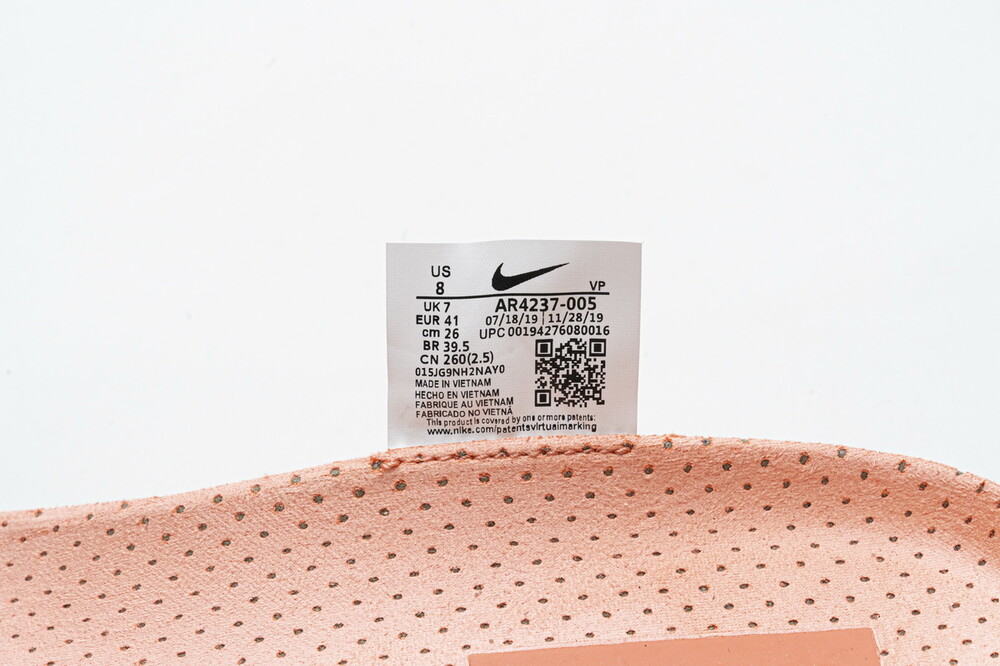 US
8
VP
UK 7
AR4237-005
EUR 41
07/18/19 11/28/19
cm 26
UPC 00194276080016
BR 39.5
CN 260(2.5)
015JG9NH2NAY0
MADE IN VIETNAM
HECHO EN VIETNAM
FABRIQUE AU VIETNAM
FABRICADO NO VIETNÃ
This product is covered by one or more patents:
www.nike.com/patentsvirtualmarking